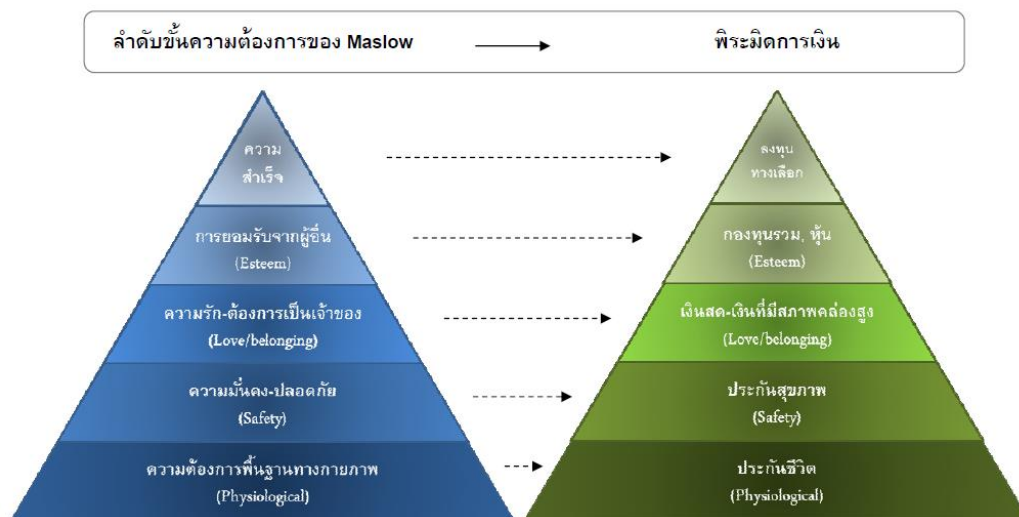 ลำดับขั้นความต้องการของ Maslow
พีระมิดการเงิน
ความ
สำเร็จ
การยอมรับจากผู้อื่น
(Esteem)
ความรัก-ต้องการเป็นเจ้าของ
(Love/belonging)
ความมั่นคง-ปลอดภัย
(Safety)
ความต้องการพื้นฐานทางกายภาพ
(Physiological)
ลงทุน
ทางเลือก
กองทุนรวม, หุ้น
(Esteem)
เงินสด-เงินที่มีสภาพคล่องสูง
(Love/belonging)
ประกันสุขภาพ
(Safety)
ประกันชีวิต
(Physiological)